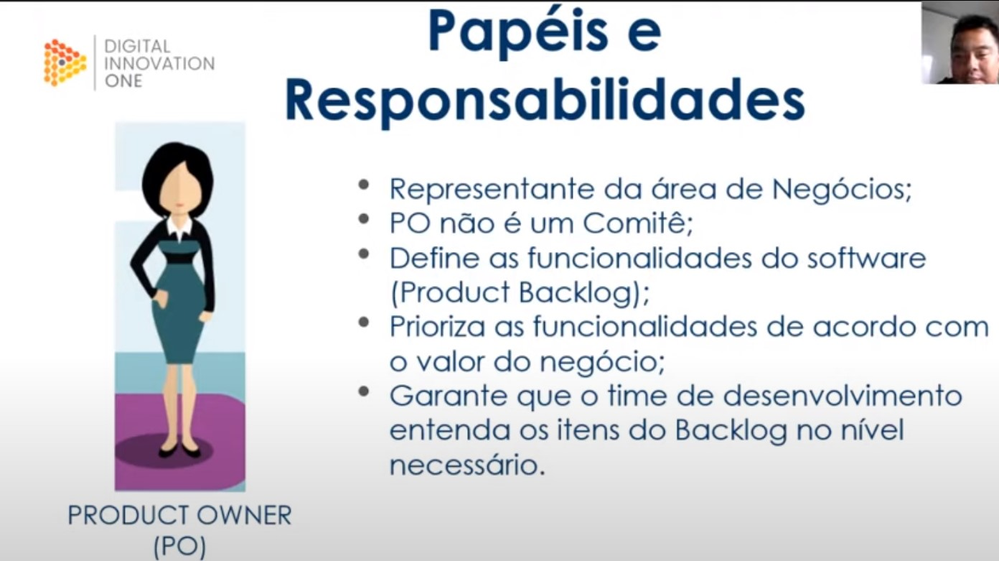 DIGITAL
INNOVATION
ONE
Papéis e
Responsabilidades
• Representante da área de Negócios;
• PO não é um Comitê;
• Define as funcionalidades do software
(Product Backlog);
• Prioriza as funcionalidades de acordo com
o valor do negócio;
• Garante que o time de desenvolvimento
entenda os itens do Backlog no nível
necessário.
PRODUCT OWNER
(PO)